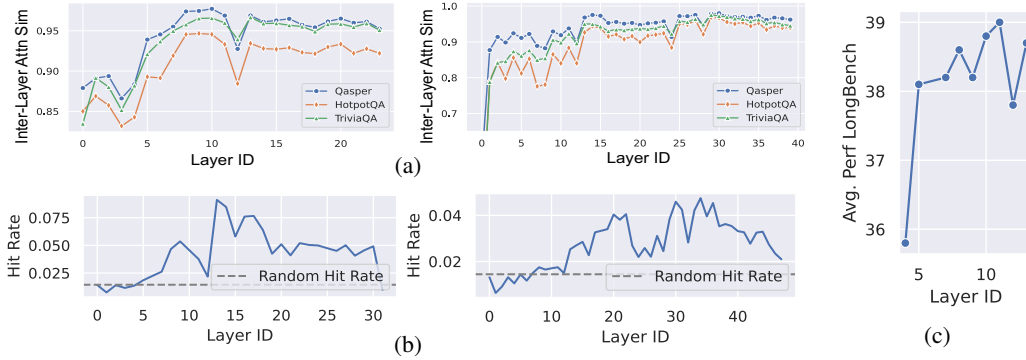 Inter-Layer Attn Sim
0.95
0.90
0.85
Qasper
HotpotQA
TriviaQA
0 5 10 15 20
Layer ID
Inter-Layer Attn Sim
1.0
0.9
0.8
0.7
Qasper
HotpotQA
TriviaQA
0 5 10 15 20 25 30 35 40
Layer ID
(a)
Hit Rate
0.075
0.050
0.025
Random Hit Rate
0 5 10 15 20 25 30
Layer ID
Hit Rate
0.04
0.02
Random Hit Rate
0 10 20 30 40
Layer ID
(b)
Avg. Perf LongBench
39
38
37
36
5 10
Layer ID
(c)